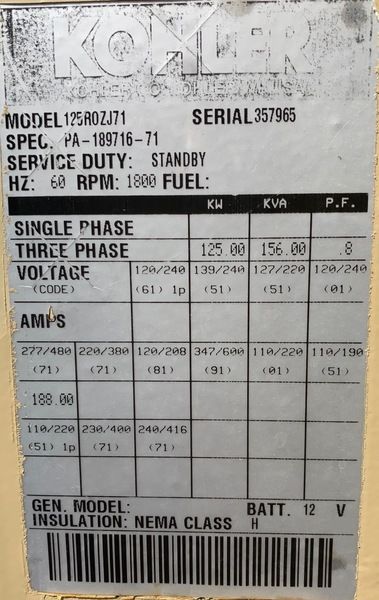 KOHLER
KOHLER CO. KOHLER, WIS.
MODEL 125ROZJ71 SERIAL 357965
SPEC. PA-189716-71
SERVICE DUTY: STANDBY
HZ: 60 RPM: 1800 FUEL:
KW KVA P.F.
SINGLE PHASE
THREE PHASE 125.00 156.00 .8
VOLTAGE 120/240 139/240 127/220 120/240
(CODE) (61) 1p (51) (51) (01)
AMPS
277/480 220/380 120/208 347/600 110/220 110/190
(71) (71) (81) (91) (01) (51)
188.00
110/220 230/400 240/416
(51) 1p (71) (71)
GEN. MODEL: BATT. 12 V
INSULATION: NEMA CLASS H